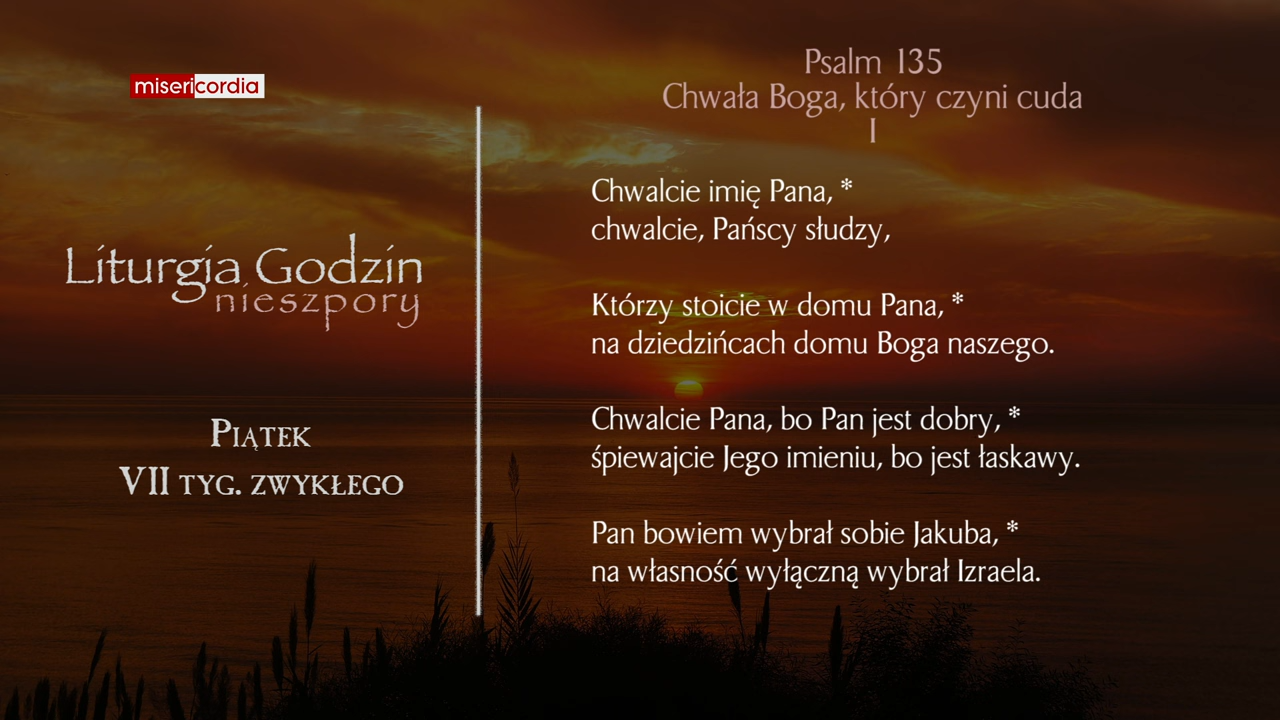 misericordia
Liturgia Godzin
nieszpory
Piątek
VII tyg. zwykłego
Psalm 135
Chwała Boga, który czyni cuda
I
Chwalcie imię Pana, *
chwalcie, Pańscy słudzy,
Którzy stoicie w domu Pana, *
na dziedzińcach domu Boga naszego.
Chwalcie Pana, bo Pan jest dobry, *
śpiewajcie Jego imieniu, bo jest łaskawy.
Pan bowiem wybrał sobie Jakuba, *
na własność wyłączną wybrał Izraela.